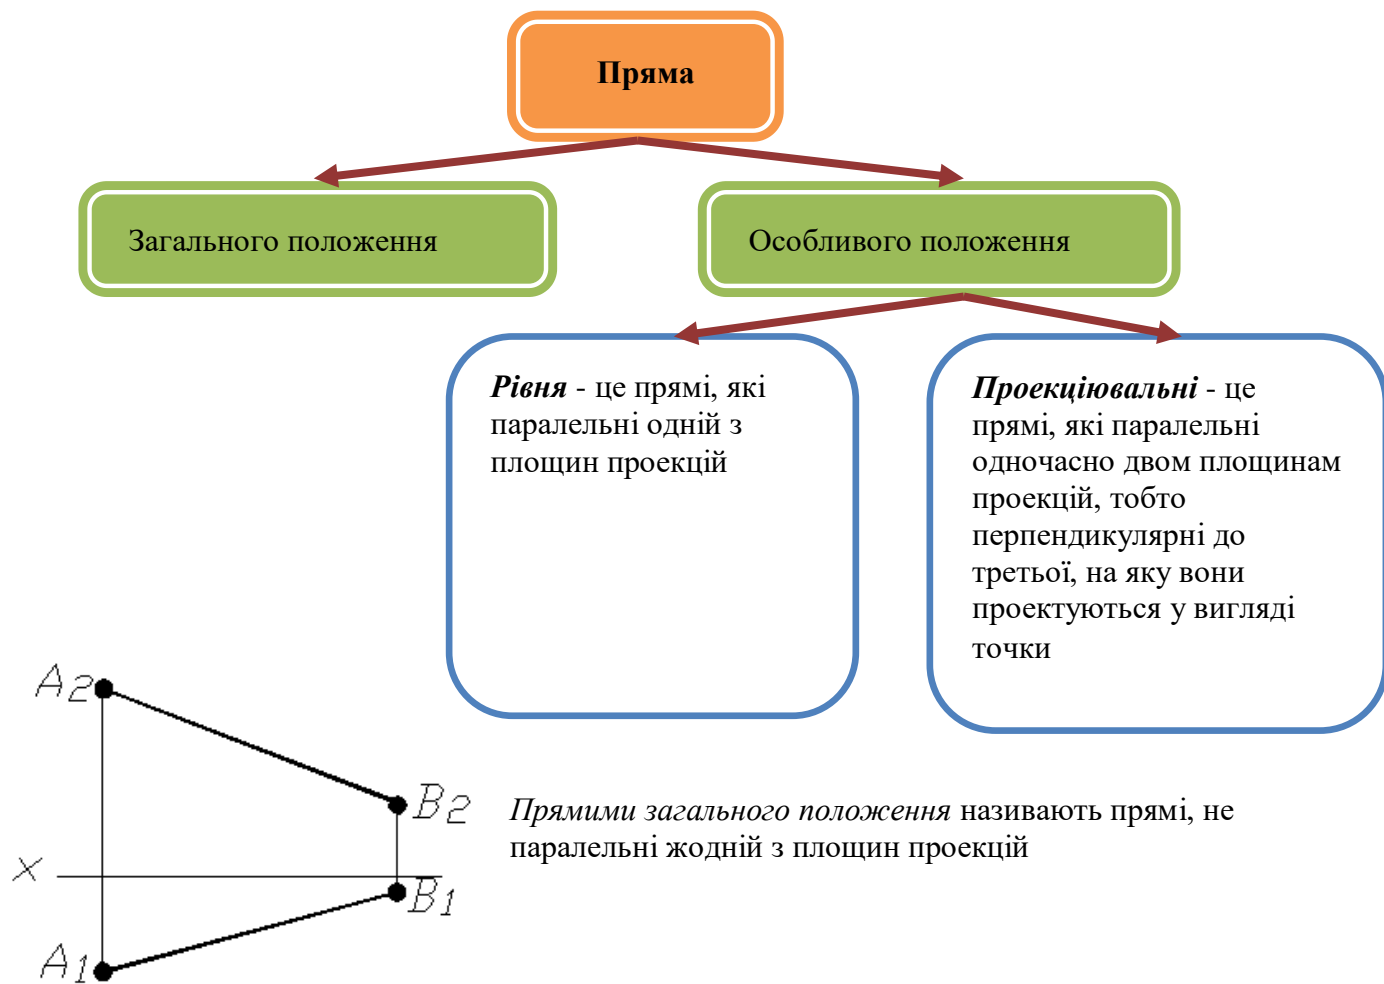 Пряма
Загального положення
Особливого положення
Рівня - це прямі, які
паралельні одній з
площин проекцій
Проекціювальні - це
прямі, які паралельні
одночасно двом площинам
проекцій, тобто
перпендикулярні до
третьої, на яку вони
проектуються у вигляді
точки
A2
B2
x
B1
A1
Прямими загального положення називають прямі, не
паралельні жодній з площин проекцій